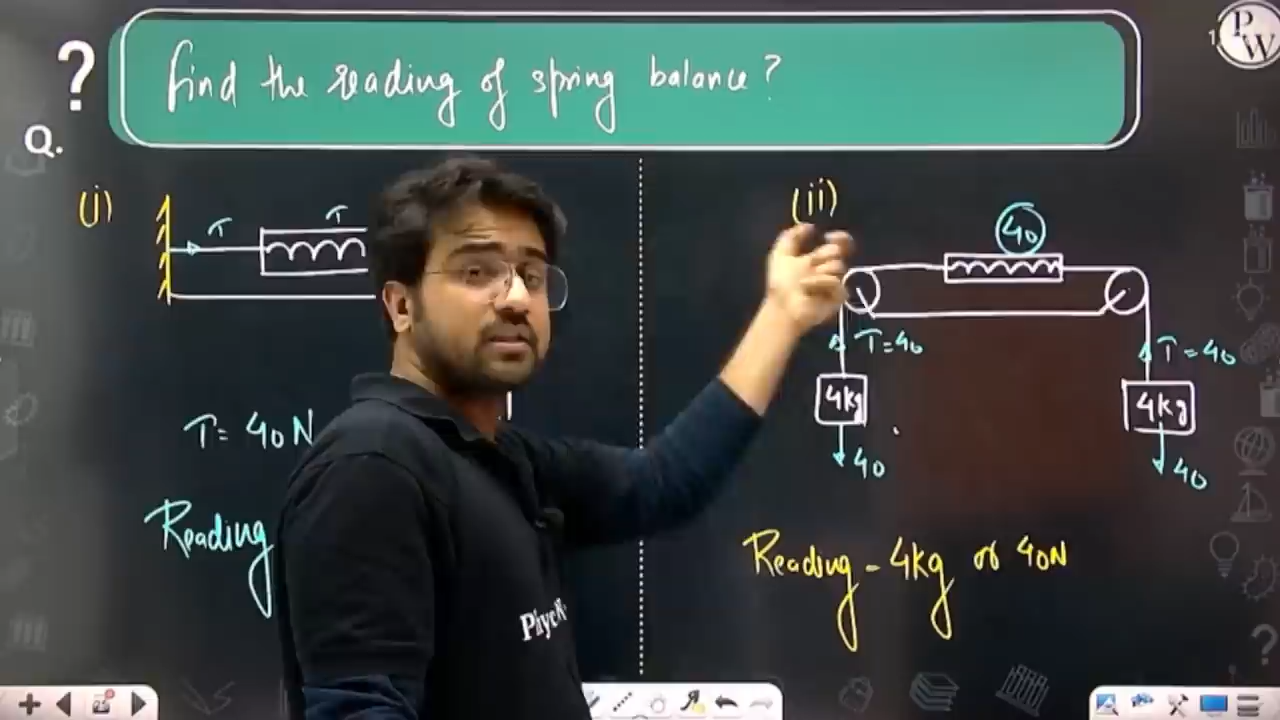 PW
? find the reading of spring balance?
Q.
(i)
T T
T = 40 N
Reading
(ii)
40
T = 40 T = 40
4kg 4kg
40 40
Reading - 4kg or 40N